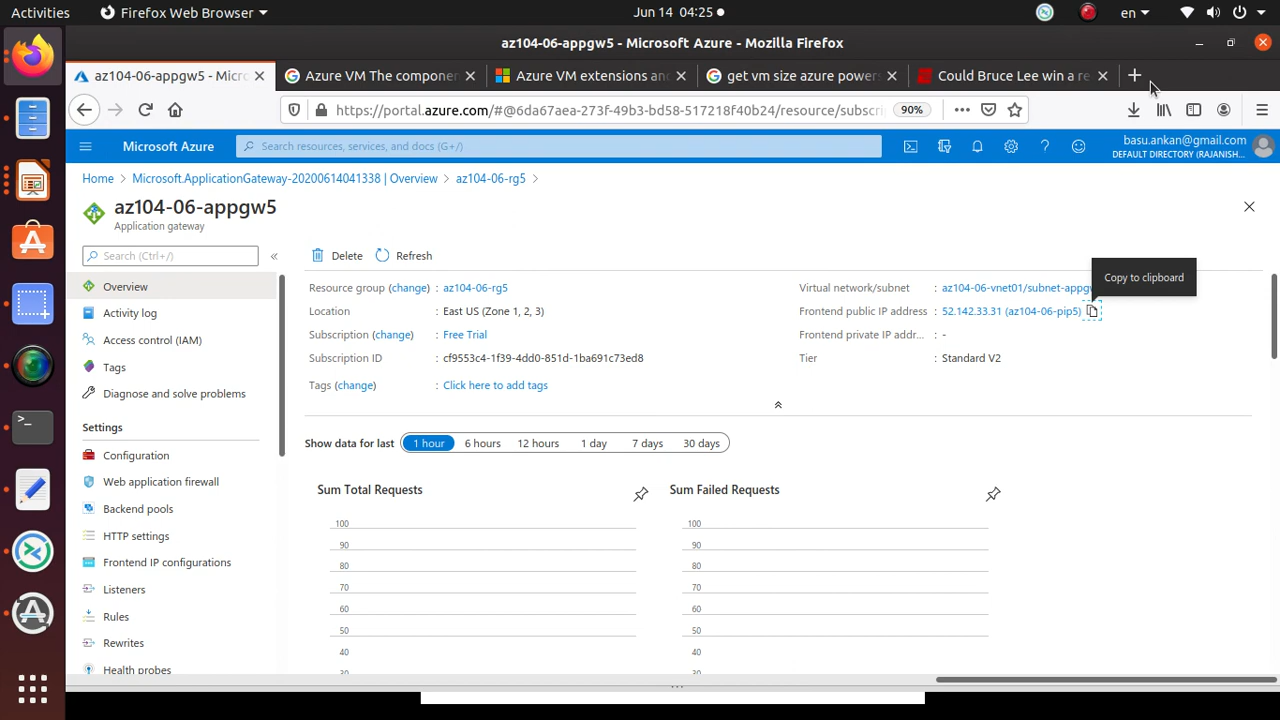 Activities
Firefox Web Browser
Jun 14 04:25
en
az104-06-appgw5 - Microsoft Azure - Mozilla Firefox
az104-06-appgw5 - Micro
Azure VM The componen
Azure VM extensions and
get vm size azure powers
Could Bruce Lee win a re
https://portal.azure.com/#@6da67aea-273f-49b3-bd58-517218f40b24/resource/subscri
90%
Microsoft Azure
Search resources, services, and docs (G+/)
basu.ankan@gmail.com
DEFAULT DIRECTORY (RAJANISH...
Home > Microsoft.ApplicationGateway-20200614041338 | Overview > az104-06-rg5 >
az104-06-appgw5
Application gateway
Search (Ctrl+/)
Delete
Refresh
Copy to clipboard
Overview
Activity log
Access control (IAM)
Tags
Diagnose and solve problems
Settings
Configuration
Web application firewall
Backend pools
HTTP settings
Frontend IP configurations
Listeners
Rules
Rewrites
Health probes
Resource group (change) : az104-06-rg5
Location : East US (Zone 1, 2, 3)
Subscription (change) : Free Trial
Subscription ID : cf9553c4-1f39-4dd0-851d-1ba691c73ed8
Tags (change) : Click here to add tags
Virtual network/subnet : az104-06-vnet01/subnet-appgw
Frontend public IP address : 52.142.33.31 (az104-06-pip5)
Frontend private IP addr... : -
Tier : Standard V2
Show data for last
1 hour
6 hours
12 hours
1 day
7 days
30 days
Sum Total Requests
100
90
80
70
60
50
40
30
Sum Failed Requests
100
90
80
70
60
50
40
30